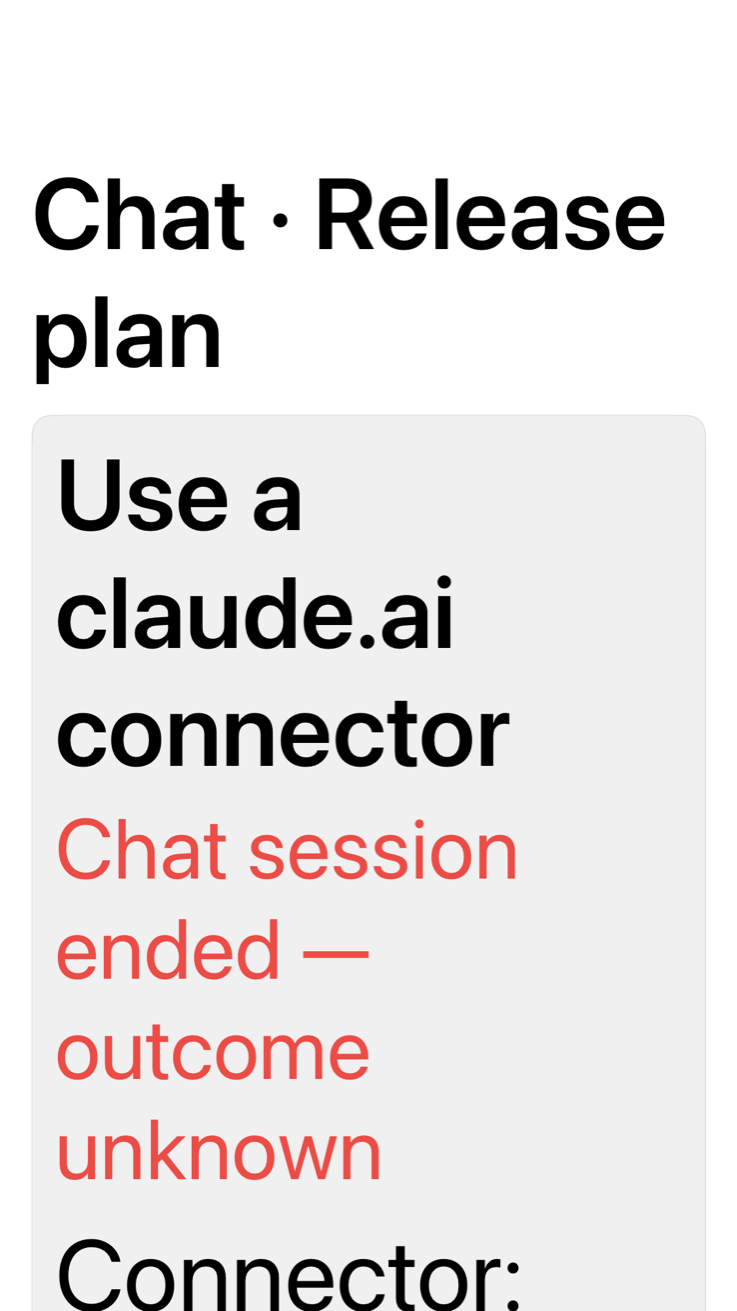 Chat · Release
plan
Use a
claude.ai
connector
Chat session
ended —
outcome
unknown
Connector: